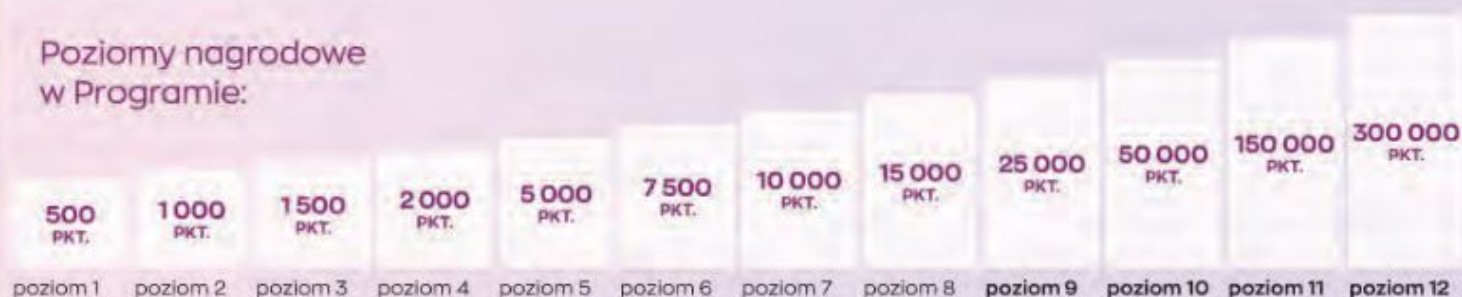 Poziomy nagrodowe
w Programie:
500
PKT.
poziom 1
1 000
PKT.
poziom 2
1 500
PKT.
poziom 3
2 000
PKT.
poziom 4
5 000
PKT.
poziom 5
7 500
PKT.
poziom 6
10 000
PKT.
poziom 7
15 000
PKT.
poziom 8
25 000
PKT.
poziom 9
50 000
PKT.
poziom 10
150 000
PKT.
poziom 11
300 000
PKT.
poziom 12